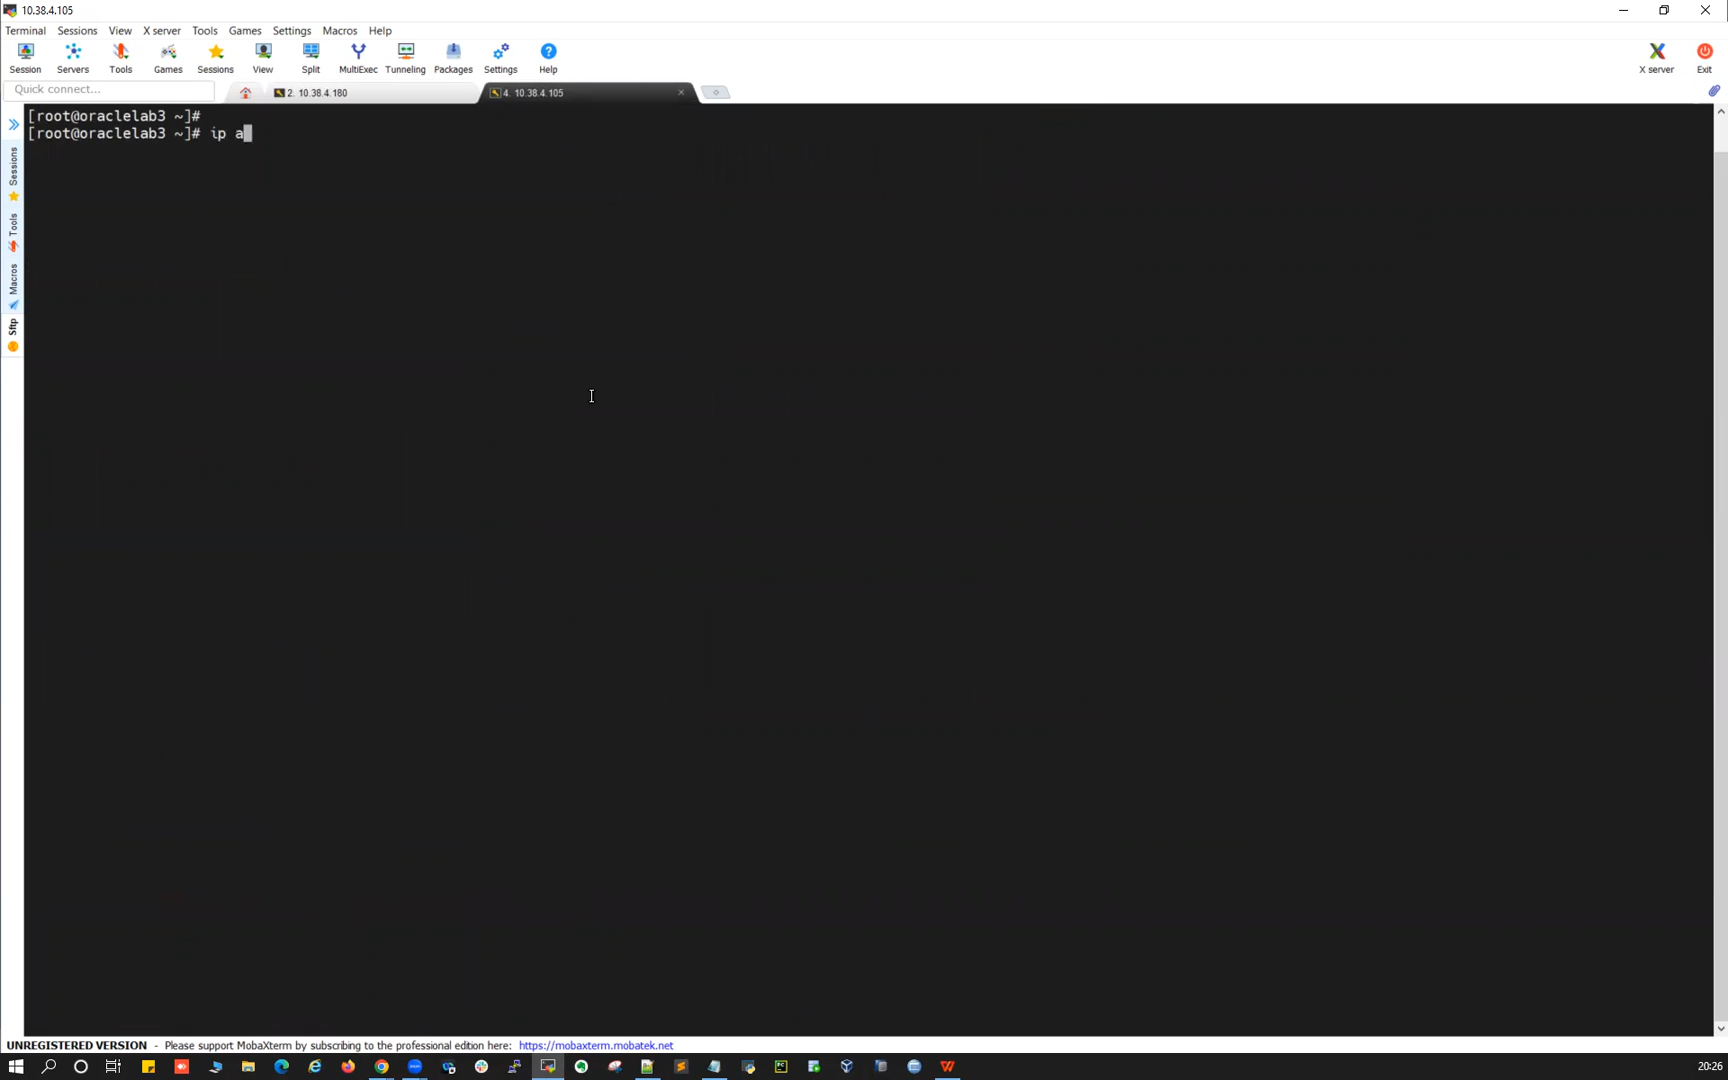 10.38.4.105
Terminal Sessions View X server Tools Games Settings Macros Help
Session Servers Tools Games Sessions View Split MultiExec Tunneling Packages Settings Help X server Exit
Quick connect... 2. 10.38.4.180 4. 10.38.4.105
[root@oraclelab3 ~]#
[root@oraclelab3 ~]# ip a
Sessions
Tools
Macros
Sftp
UNREGISTERED VERSION - Please support MobaXterm by subscribing to the professional edition here: https://mobaxterm.mobatek.net
20:26